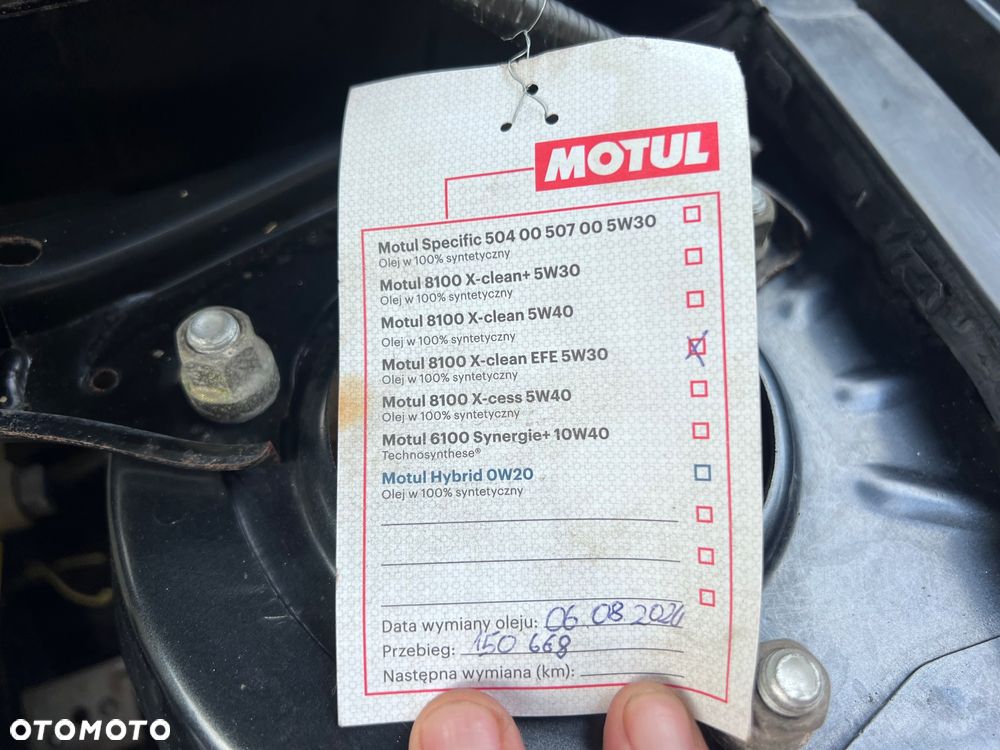 MOTUL
Motul Specific 504 00 507 00 5W30
Olej w 100% syntetyczny
Motul 8100 X-clean+ 5W30
Olej w 100% syntetyczny
Motul 8100 X-clean 5W40
Olej w 100% syntetyczny
Motul 8100 X-clean EFE 5W30
Olej w 100% syntetyczny
Motul 8100 X-cess 5W40
Olej w 100% syntetyczny
Motul 6100 Synergie+ 10W40
Technosynthese®
Motul Hybrid 0W20
Olej w 100% syntetyczny
Data wymiany oleju: 06.08.2024
Przebieg: 150 668
Następna wymiana (km):
OTOMOTO